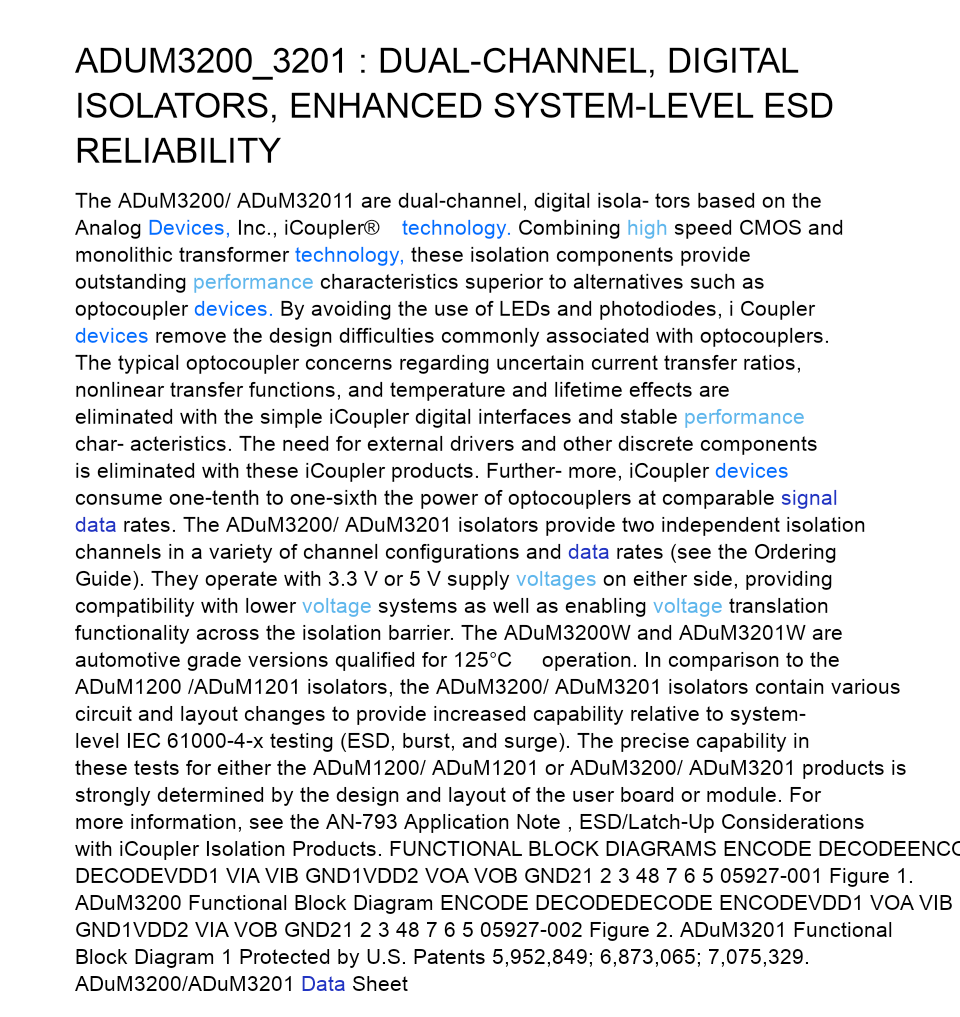 ADUM3200_3201 : DUAL-CHANNEL, DIGITAL
ISOLATORS, ENHANCED SYSTEM-LEVEL ESD
RELIABILITY
The ADuM3200/ ADuM32011 are dual-channel, digital isola- tors based on the
Analog Devices, Inc., iCoupler® technology. Combining high speed CMOS and
monolithic transformer technology, these isolation components provide
outstanding performance characteristics superior to alternatives such as
optocoupler devices. By avoiding the use of LEDs and photodiodes, i Coupler
devices remove the design difficulties commonly associated with optocouplers.
The typical optocoupler concerns regarding uncertain current transfer ratios,
nonlinear transfer functions, and temperature and lifetime effects are
eliminated with the simple iCoupler digital interfaces and stable performance
char- acteristics. The need for external drivers and other discrete components
is eliminated with these iCoupler products. Further- more, iCoupler devices
consume one-tenth to one-sixth the power of optocouplers at comparable signal
data rates. The ADuM3200/ ADuM3201 isolators provide two independent isolation
channels in a variety of channel configurations and data rates (see the Ordering
Guide). They operate with 3.3 V or 5 V supply voltages on either side, providing
compatibility with lower voltage systems as well as enabling voltage translation
functionality across the isolation barrier. The ADuM3200W and ADuM3201W are
automotive grade versions qualified for 125°C operation. In comparison to the
ADuM1200 /ADuM1201 isolators, the ADuM3200/ ADuM3201 isolators contain various
circuit and layout changes to provide increased capability relative to system-
level IEC 61000-4-x testing (ESD, burst, and surge). The precise capability in
these tests for either the ADuM1200/ ADuM1201 or ADuM3200/ ADuM3201 products is
strongly determined by the design and layout of the user board or module. For
more information, see the AN-793 Application Note , ESD/Latch-Up Considerations
with iCoupler Isolation Products. FUNCTIONAL BLOCK DIAGRAMS ENCODE
DECODEVDD1 VIA VIB GND1VDD2 VOA VOB GND21 2 3 48 7 6 5 05927-001 Figure 1.
ADuM3200 Functional Block Diagram ENCODE DECODEDECODE ENCODEVDD1 VOA VIB
GND1VDD2 VIA VOB GND21 2 3 48 7 6 5 05927-002 Figure 2. ADuM3201 Functional
Block Diagram 1 Protected by U.S. Patents 5,952,849; 6,873,065; 7,075,329.
ADuM3200/ADuM3201 Data Sheet